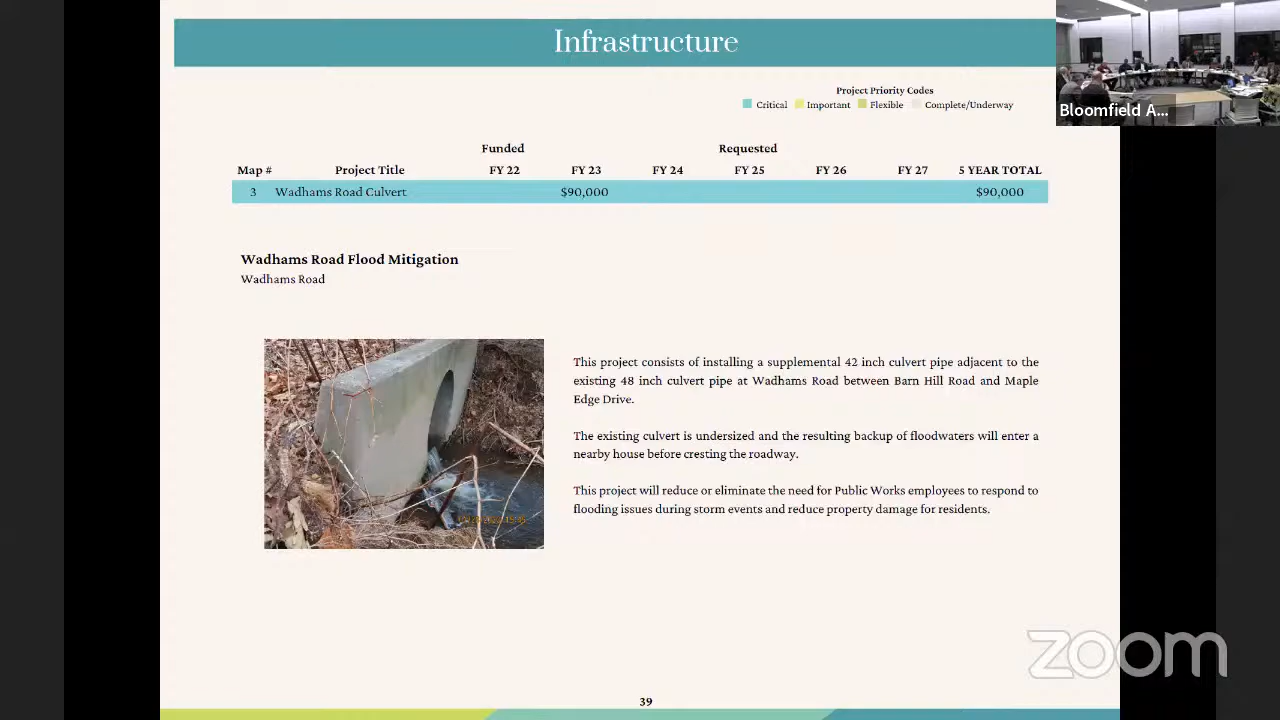 Infrastructure
Bloomfield A...
Project Priority Codes
Critical Important Flexible Complete/Underway
Funded Requested
Map # Project Title FY 22 FY 23 FY 24 FY 25 FY 26 FY 27 5 YEAR TOTAL
3 Wadhams Road Culvert $90,000 $90,000
Wadhams Road Flood Mitigation
Wadhams Road
This project consists of installing a supplemental 42 inch culvert pipe adjacent to the
existing 48 inch culvert pipe at Wadhams Road between Barn Hill Road and Maple
Edge Drive.
The existing culvert is undersized and the resulting backup of floodwaters will enter a
nearby house before cresting the roadway.
This project will reduce or eliminate the need for Public Works employees to respond to
flooding issues during storm events and reduce property damage for residents.
zoom
39